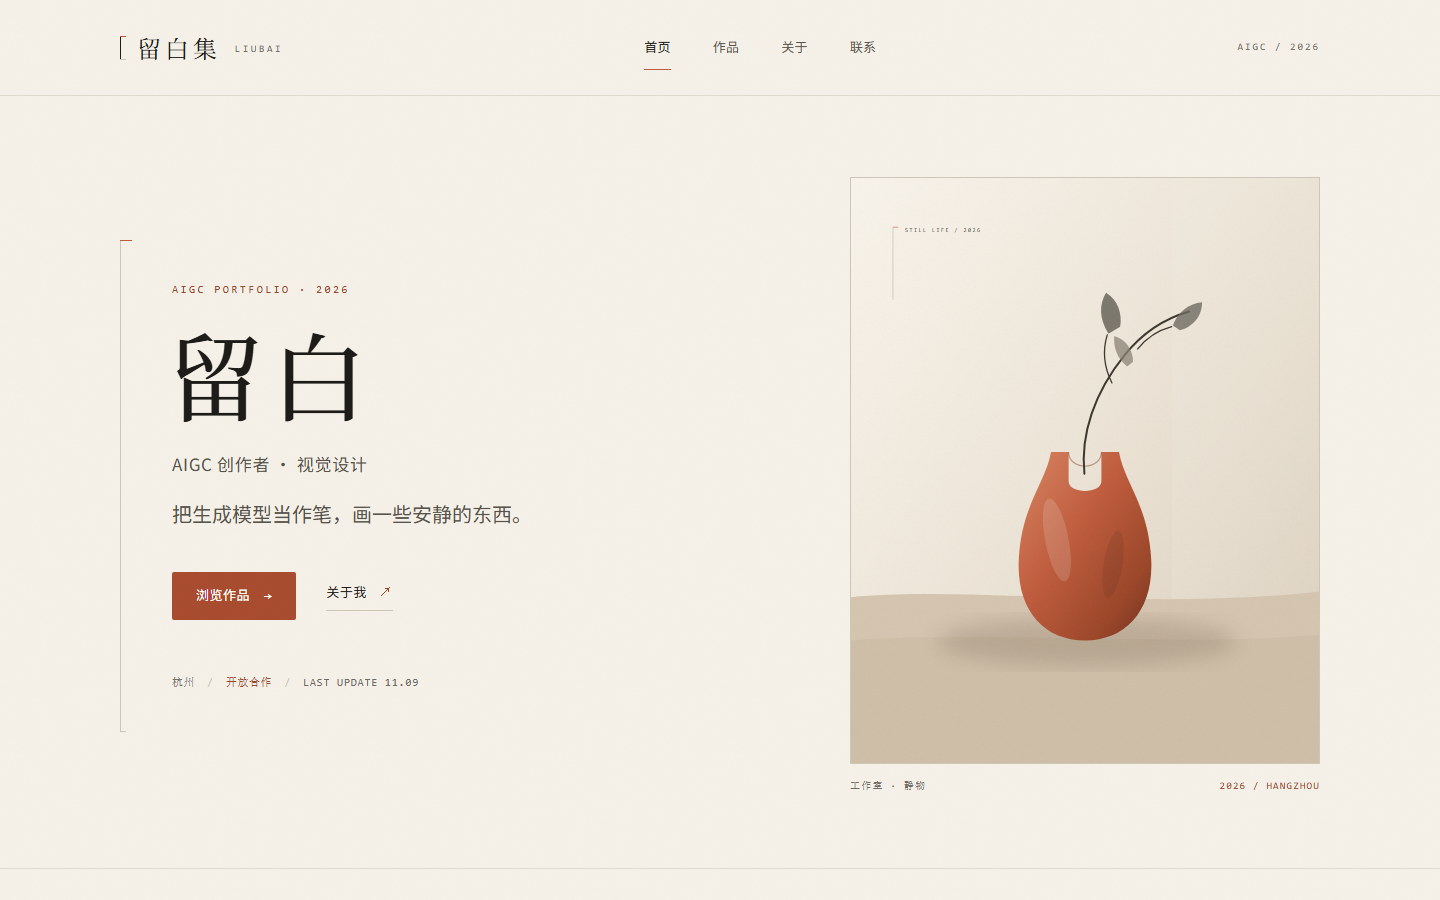 留白集 LIUBAI
首页 作品 关于 联系
AIGC / 2026
AIGC PORTFOLIO · 2026
留白
AIGC 创作者 · 视觉设计
把生成模型当作笔，画一些安静的东西。
浏览作品 →
关于我 ↗
杭州 / 开放合作 / LAST UPDATE 11.09
STILL LIFE / 2026
工作室 · 静物
2026 / HANGZHOU